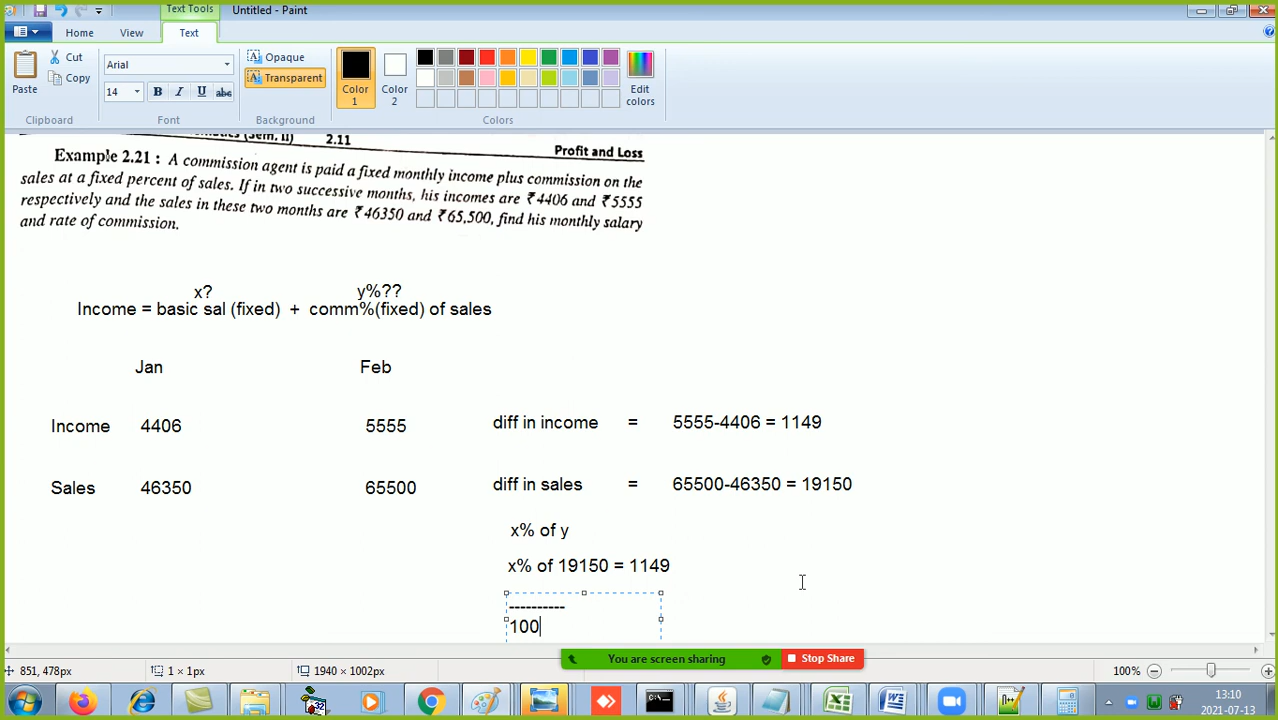 Text Tools
Untitled - Paint
Home
View
Text
Paste
Cut
Copy
Clipboard
Arial
14
B I U abc
Font
Opaque
Transparent
Background
Color 1
Color 2
Edit colors
Colors
(Sem, II) 2.11 Profit and Loss
Example 2.21 : A commission agent is paid a fixed monthly income plus commission on the
sales at a fixed percent of sales. If in two successive months, his incomes are ₹4406 and ₹5555
respectively and the sales in these two months are ₹46350 and ₹65,500, find his monthly salary
and rate of commission.
x? y%??
Income = basic sal (fixed) + comm%(fixed) of sales
Jan Feb
Income 4406 5555 diff in income = 5555-4406 = 1149
Sales 46350 65500 diff in sales = 65500-46350 = 19150
x% of y
x% of 19150 = 1149
----------
100
You are screen sharing
Stop Share
851, 478px
1 × 1px
1940 × 1002px
100%
32
13:10
2021-07-13